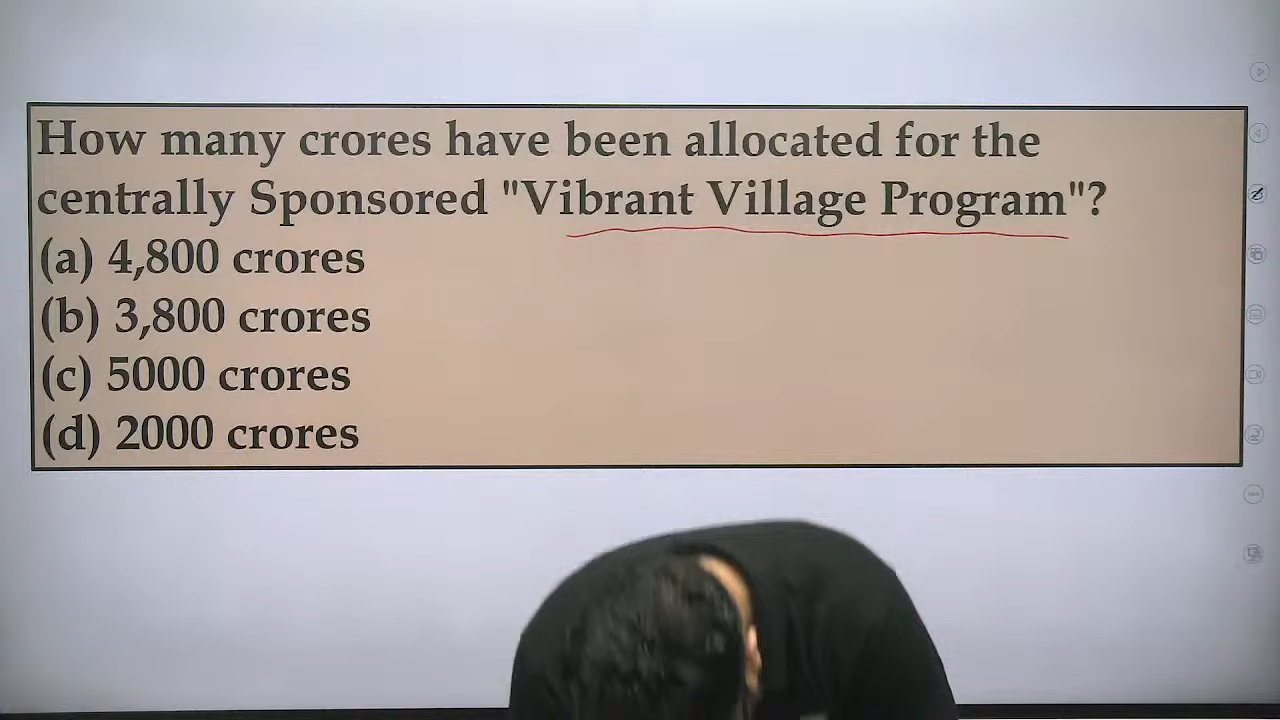 How many crores have been allocated for the
centrally Sponsored "Vibrant Village Program"?
(a) 4,800 crores
(b) 3,800 crores
(c) 5000 crores
(d) 2000 crores